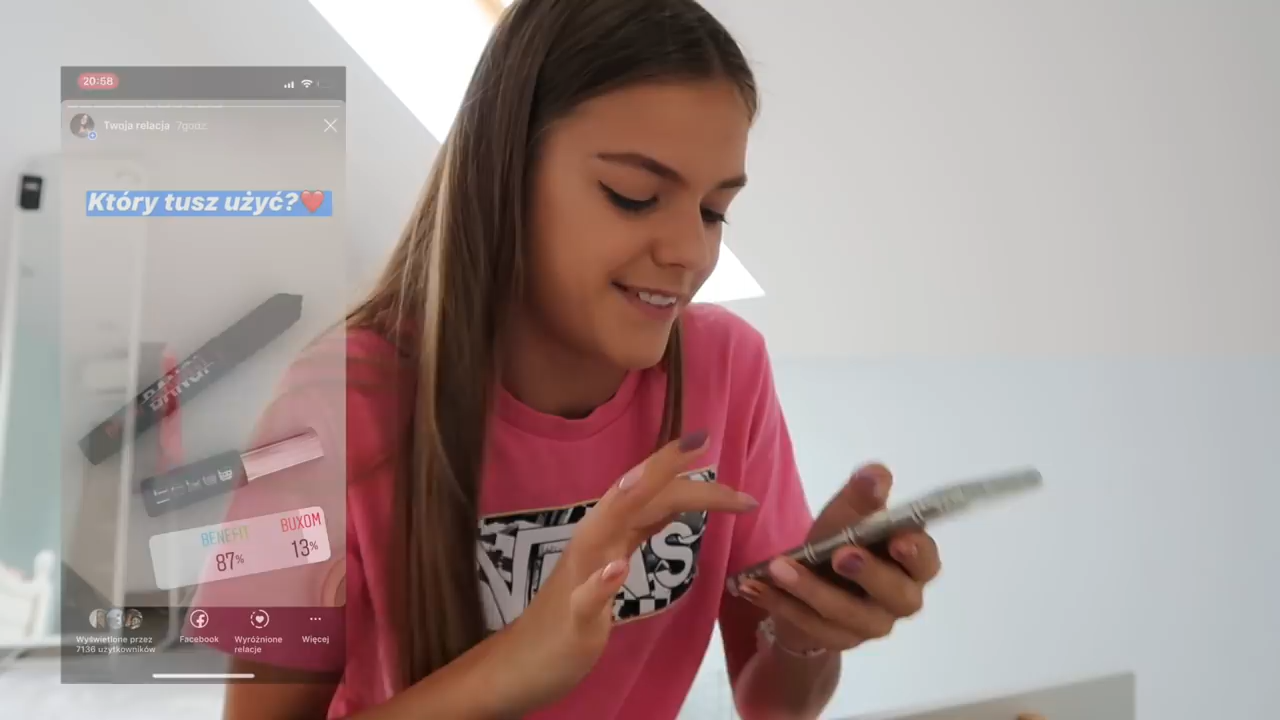 20:58
Twoja relacja 7godz.
Który tusz użyć?❤️
BENEFIT BUXOM
87% 13%
VANS
Wyświetlone przez
7136 użytkowników
Facebook
Wyróżnione
relacje
Więcej